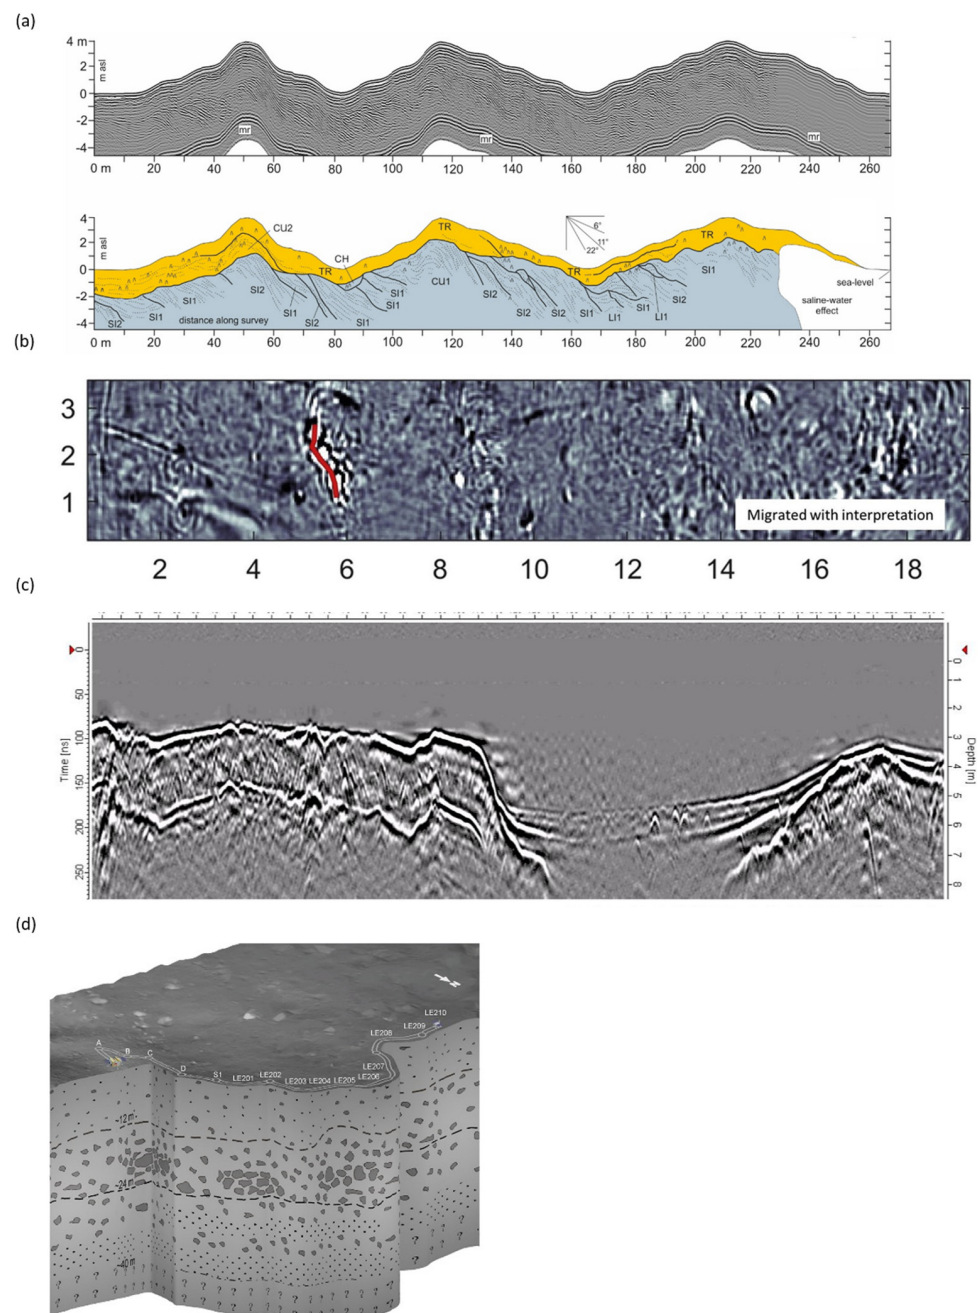 (a)
4 m
2
0
-2
-4
m asl
mr
mr
mr
0 m 20 40 60 80 100 120 140 160 180 200 220 240 260
4
2
0
-2
-4
m asl
CU2
TR
CH
TR
TR
TR
6°
11°
22°
SI2
SI1
SI1
SI1
SI2
SI1
SI1
SI1
CU1
SI2
SI2
SI2
SI1
LI1
SI1
LI1
SI2
SI1
distance along survey
sea-level
saline-water
effect
0 m 20 40 60 80 100 120 140 160 180 200 220 240 260
(b)
3
2
1
Migrated with interpretation
2 4 6 8 10 12 14 16 18
(c)
Time [ns]
0
50
100
150
200
250
Depth [m]
0
1
2
3
4
5
6
7
8
(d)
N
A
B
C
D
S1
LE201
LE202
LE203
LE204
LE205
LE206
LE207
LE208
LE209
LE210
-12 m
-24 m
-40 m
? ? ? ? ? ? ? ? ? ? ? ? ? ? ? ? ? ?